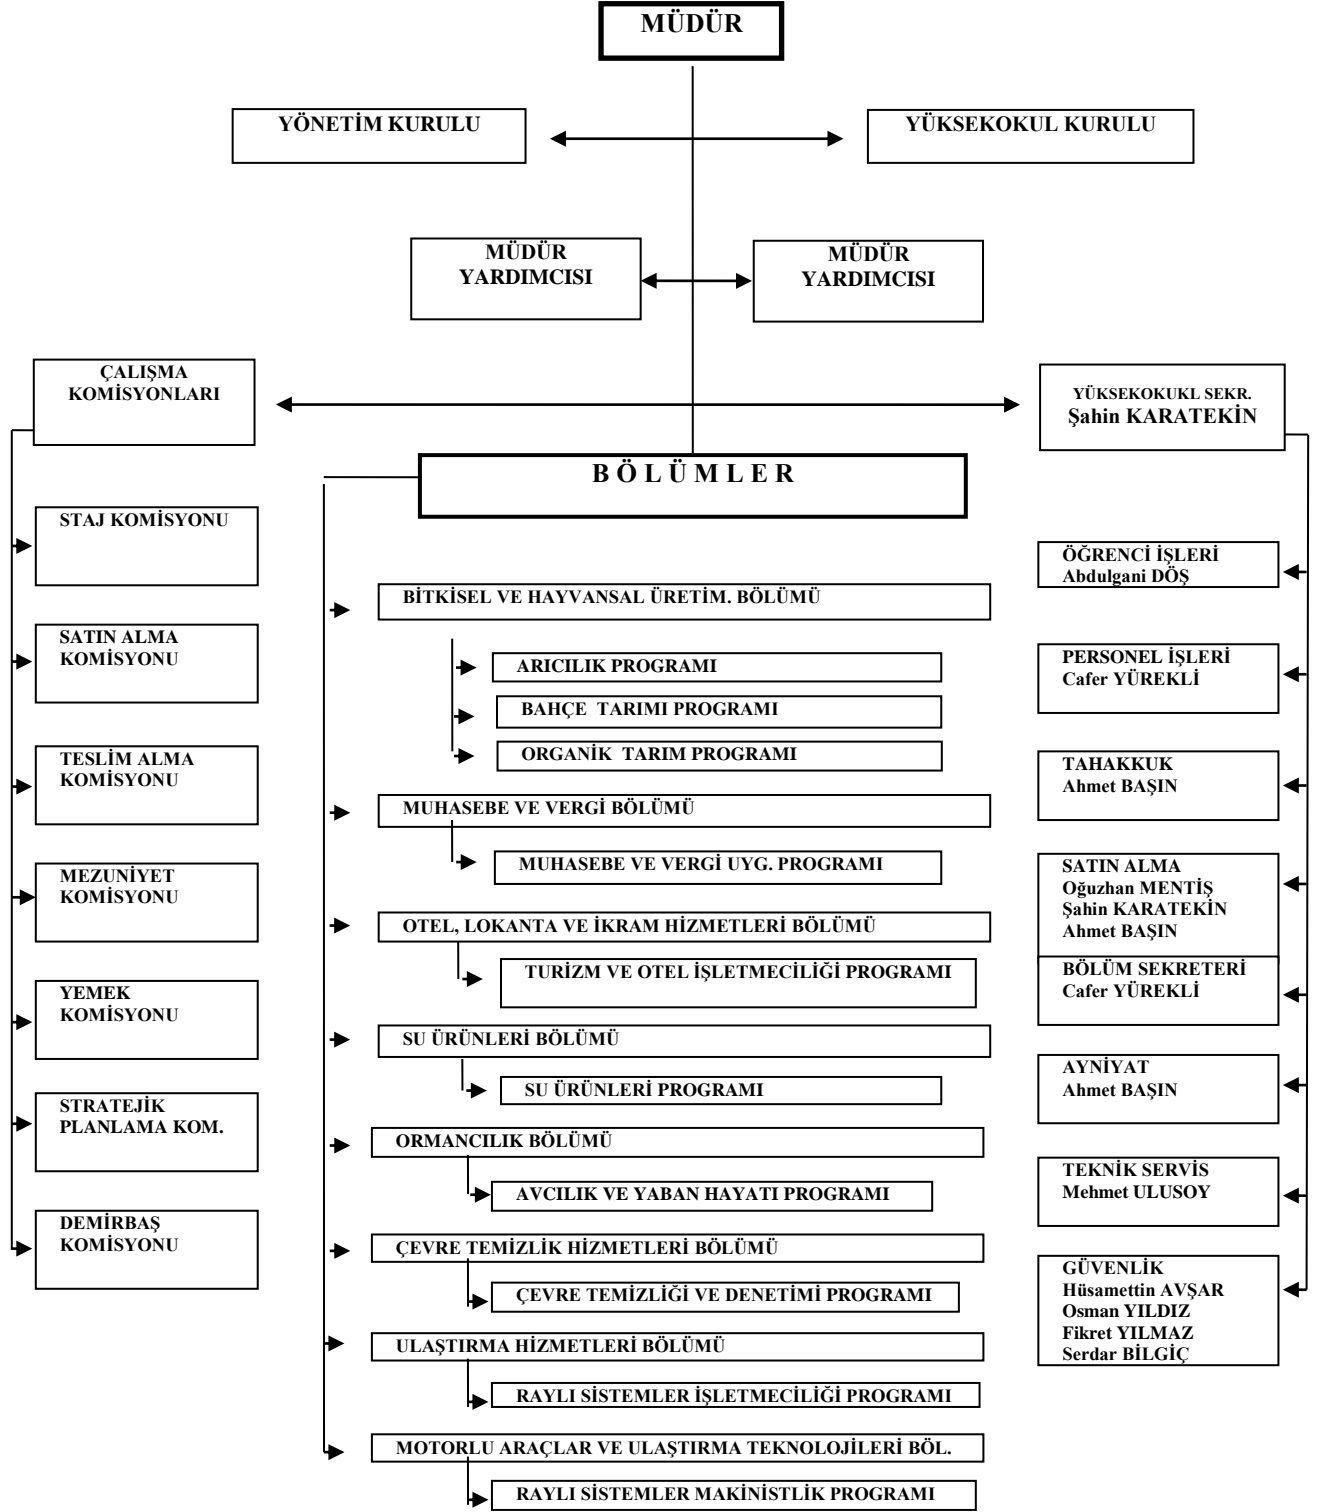 MÜDÜR
YÖNETİM KURULU
YÜKSEKOKUL KURULU
MÜDÜR
YARDIMCISI
MÜDÜR
YARDIMCISI
ÇALIŞMA
KOMİSYONLARI
YÜKSEKOKUKL SEKR.
Şahin KARATEKİN
B Ö L Ü M L E R
STAJ KOMİSYONU
SATIN ALMA
KOMİSYONU
TESLİM ALMA
KOMİSYONU
MEZUNİYET
KOMİSYONU
YEMEK
KOMİSYONU
STRATEJİK
PLANLAMA KOM.
DEMİRBAŞ
KOMİSYONU
BİTKİSEL VE HAYVANSAL ÜRETİM. BÖLÜMÜ
ARICILIK PROGRAMI
BAHÇE TARIMI PROGRAMI
ORGANİK TARIM PROGRAMI
MUHASEBE VE VERGİ BÖLÜMÜ
MUHASEBE VE VERGİ UYG. PROGRAMI
OTEL, LOKANTA VE İKRAM HİZMETLERİ BÖLÜMÜ
TURİZM VE OTEL İŞLETMECİLİĞİ PROGRAMI
SU ÜRÜNLERİ BÖLÜMÜ
SU ÜRÜNLERİ PROGRAMI
ORMANCILIK BÖLÜMÜ
AVCILIK VE YABAN HAYATI PROGRAMI
ÇEVRE TEMİZLİK HİZMETLERİ BÖLÜMÜ
ÇEVRE TEMİZLİĞİ VE DENETİMİ PROGRAMI
ULAŞTIRMA HİZMETLERİ BÖLÜMÜ
RAYLI SİSTEMLER İŞLETMECİLİĞİ PROGRAMI
MOTORLU ARAÇLAR VE ULAŞTIRMA TEKNOLOJİLERİ BÖL.
RAYLI SİSTEMLER MAKİNİSTLİK PROGRAMI
ÖĞRENCİ İŞLERİ
Abdulgani DÖŞ
PERSONEL İŞLERİ
Cafer YÜREKLİ
TAHAKKUK
Ahmet BAŞIN
SATIN ALMA
Oğuzhan MENTİŞ
Şahin KARATEKİN
Ahmet BAŞIN
BÖLÜM SEKRETERİ
Cafer YÜREKLİ
AYNİYAT
Ahmet BAŞIN
TEKNİK SERVİS
Mehmet ULUSOY
GÜVENLİK
Hüsamettin AVŞAR
Osman YILDIZ
Fikret YILMAZ
Serdar BİLGİÇ